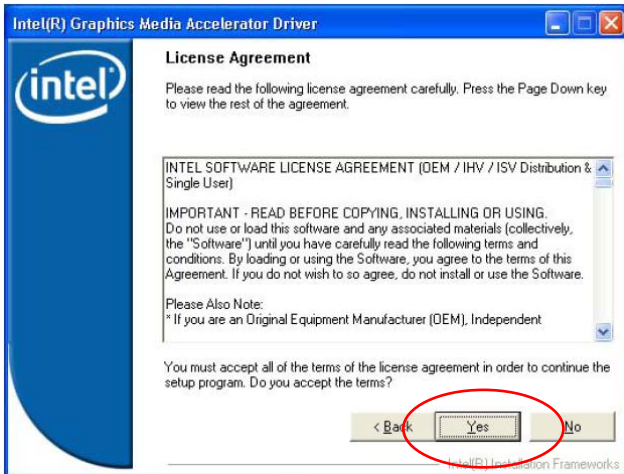 Intel(R) Graphics Media Accelerator Driver
intel
License Agreement
Please read the following license agreement carefully. Press the Page Down key
to view the rest of the agreement.
INTEL SOFTWARE LICENSE AGREEMENT (OEM / IHV / ISV Distribution &
Single User)
IMPORTANT - READ BEFORE COPYING, INSTALLING OR USING.
Do not use or load this software and any associated materials (collectively,
the "Software") until you have carefully read the following terms and
conditions. By loading or using the Software, you agree to the terms of this
Agreement. If you do not wish to so agree, do not install or use the Software.
Please Also Note:
* If you are an Original Equipment Manufacturer (OEM), Independent
You must accept all of the terms of the license agreement in order to continue the
setup program. Do you accept the terms?
< Back Yes No
Intel(R) Installation Frameworks